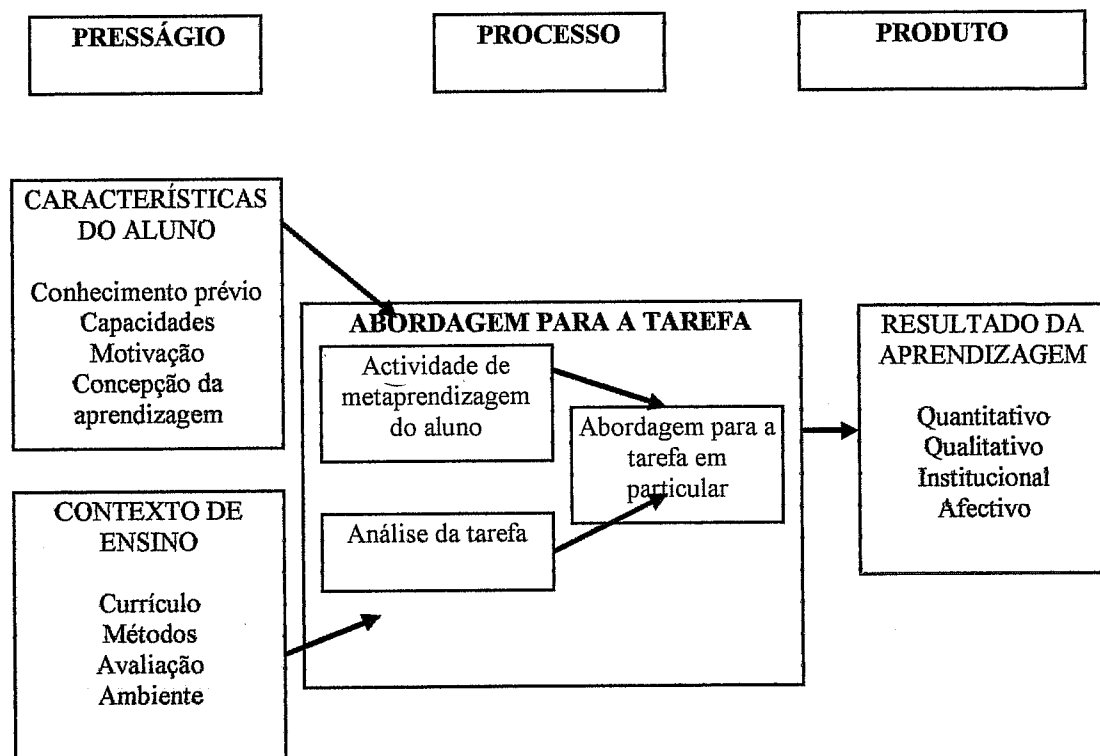 PRESSÁGIO
PROCESSO
PRODUTO
CARACTERÍSTICAS
DO ALUNO
Conhecimento prévio
Capacidades
Motivação
Concepção da
aprendizagem
CONTEXTO DE
ENSINO
Currículo
Métodos
Avaliação
Ambiente
ABORDAGEM PARA A TAREFA
Actividade de
metaprendizagem
do aluno
Análise da tarefa
Abordagem para a
tarefa em
particular
RESULTADO DA
APRENDIZAGEM
Quantitativo
Qualitativo
Institucional
Afectivo